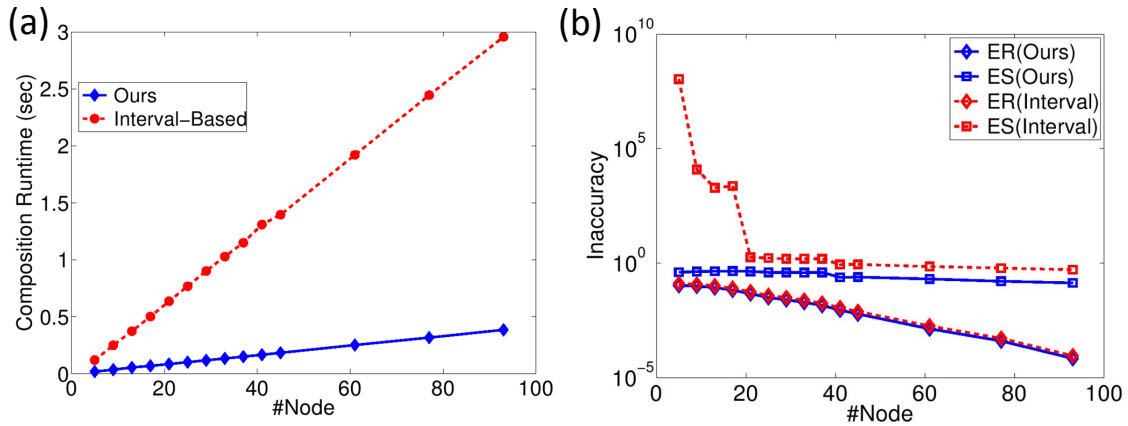 (a)
Composition Runtime (sec)
3
2.5
2
1.5
1
0.5
0
Ours
Interval-Based
0 20 40 60 80 100
#Node
(b)
Inaccuracy
10^10
10^5
10^0
10^-5
ER(Ours)
ES(Ours)
ER(Interval)
ES(Interval)
0 20 40 60 80 100
#Node